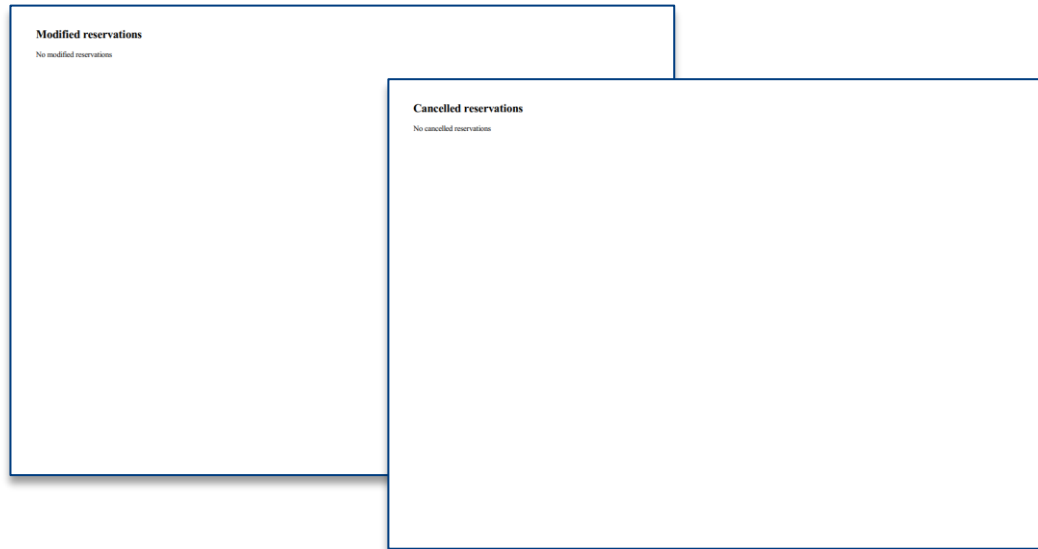 Modified reservations
No modified reservations
Cancelled reservations
No cancelled reservations